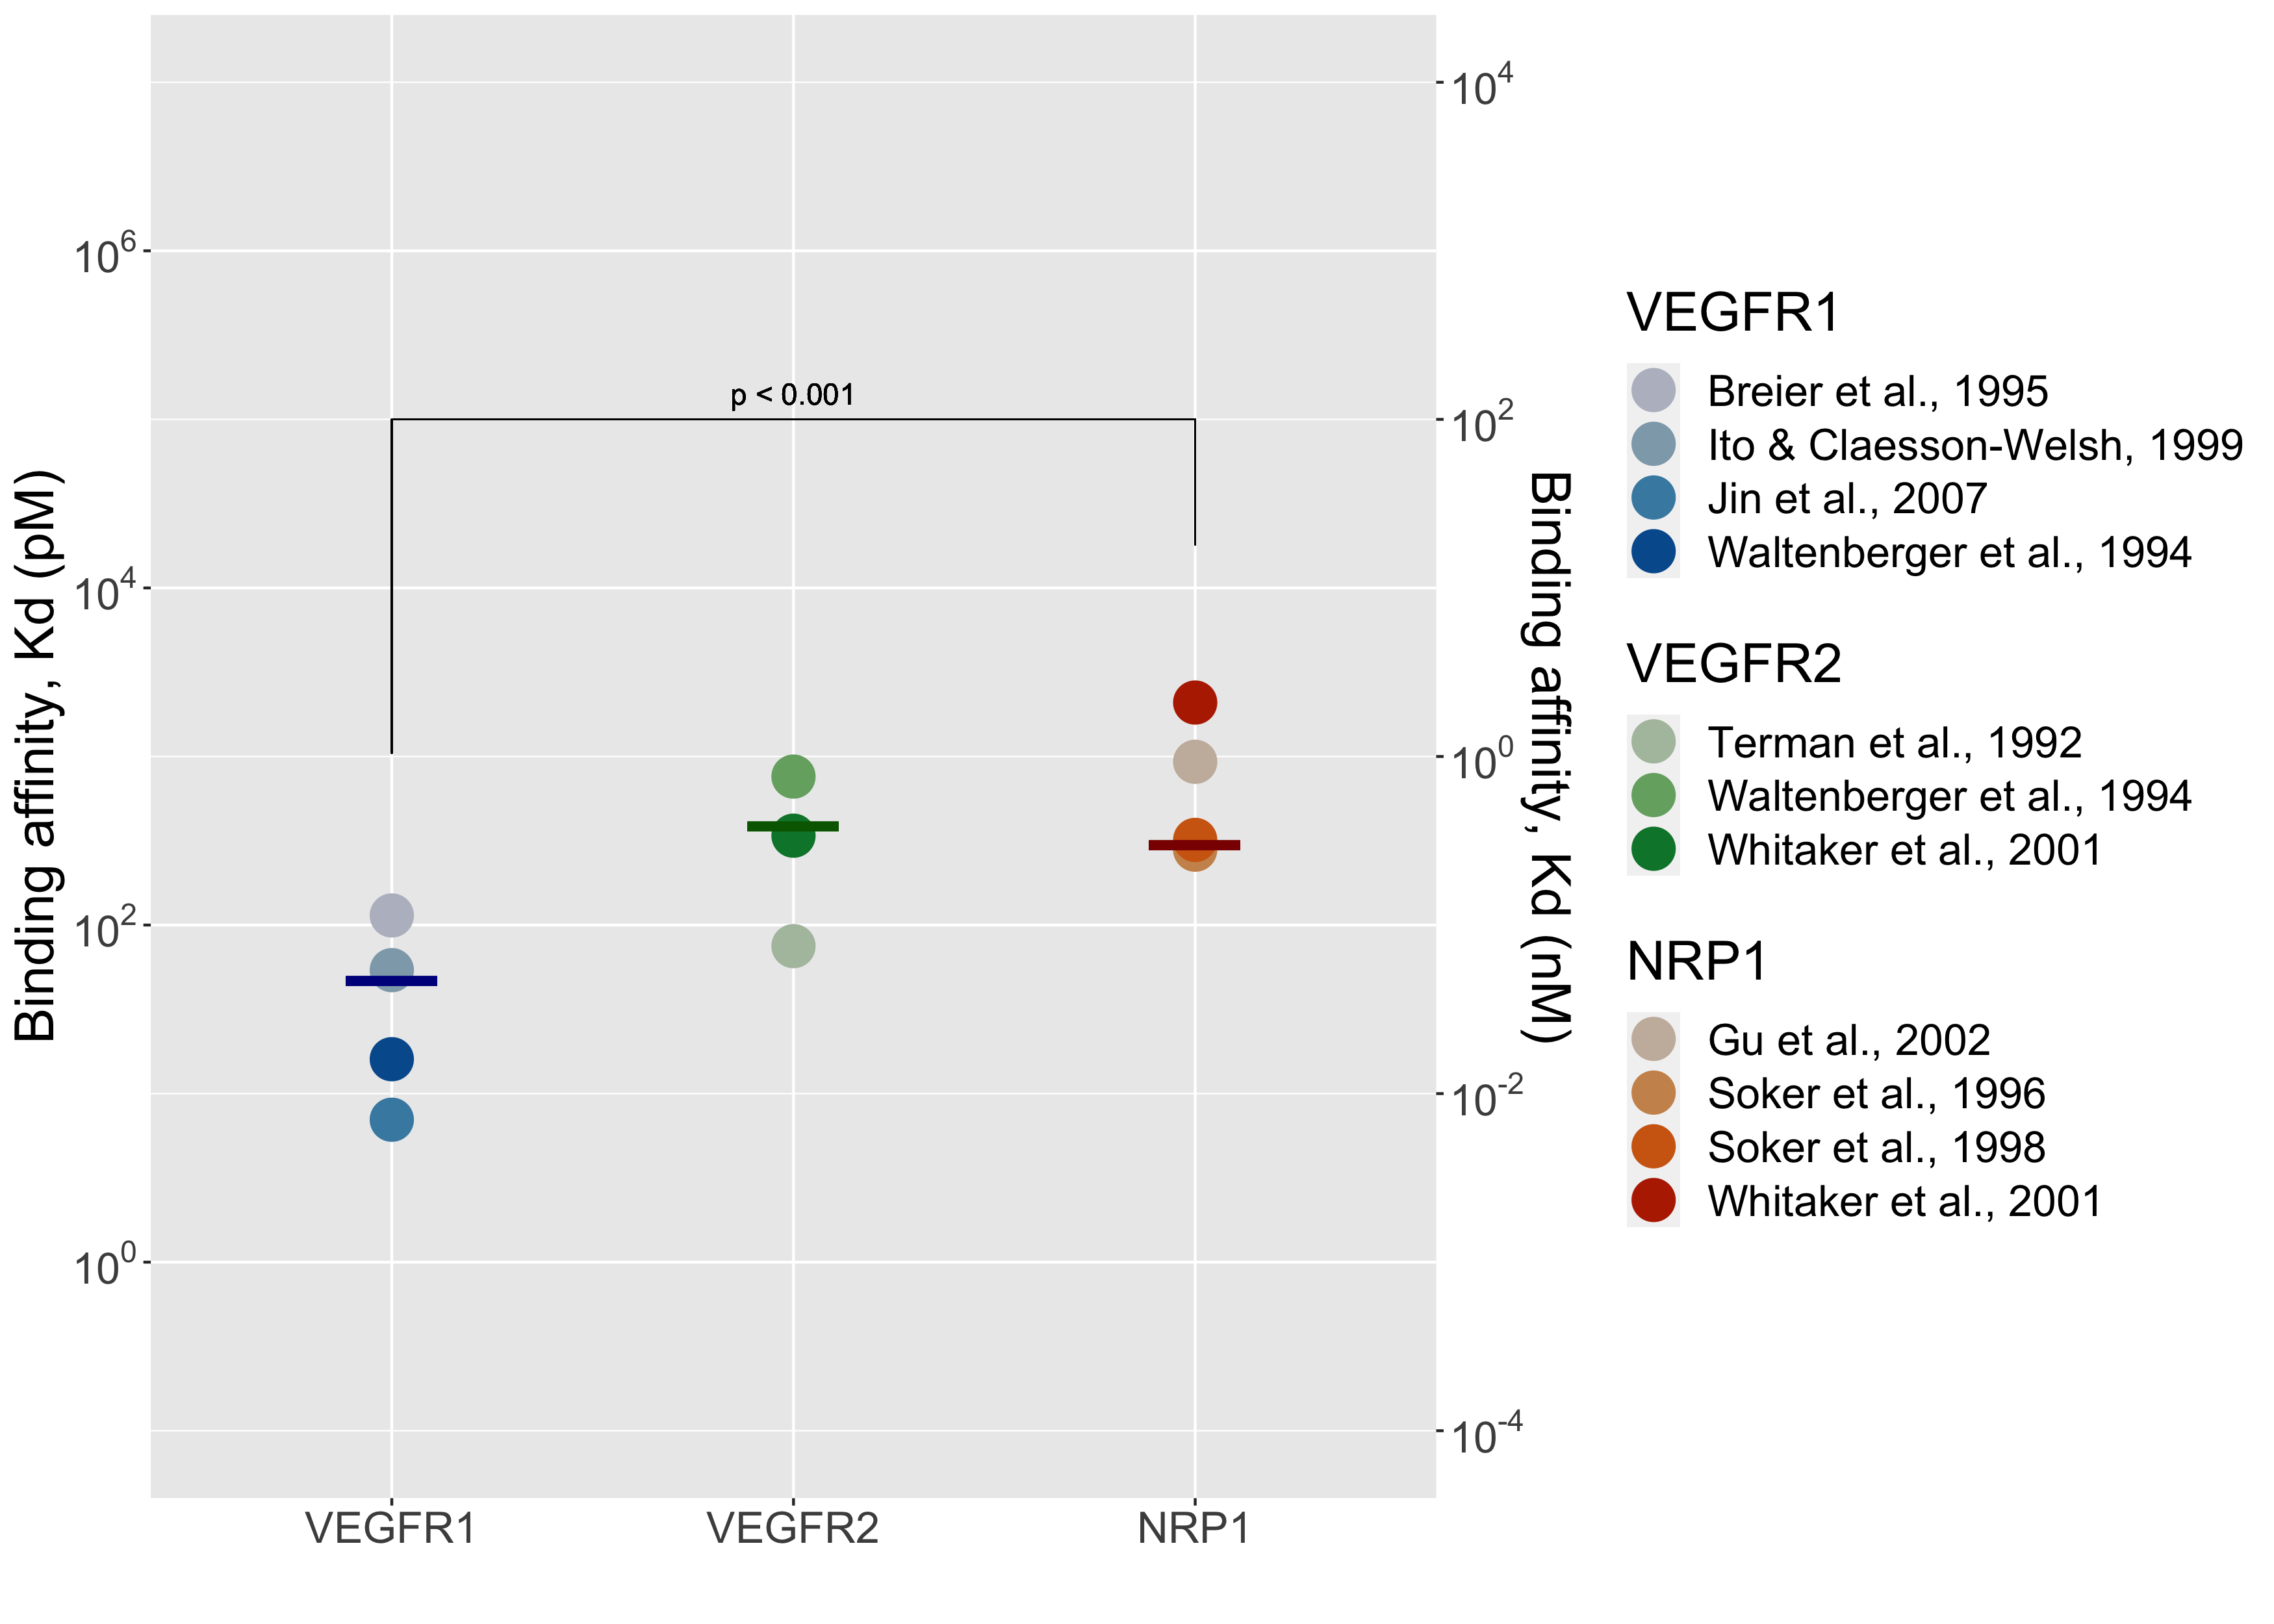 Binding affinity, Kd (pM)
10^6
10^4
10^2
10^0
p < 0.001
VEGFR1
VEGFR2
NRP1
10^4
10^2
10^0
10^-2
10^-4
Binding affinity, Kd (nM)
VEGFR1
Breier et al., 1995
Ito & Claesson-Welsh, 1999
Jin et al., 2007
Waltenberger et al., 1994
VEGFR2
Terman et al., 1992
Waltenberger et al., 1994
Whitaker et al., 2001
NRP1
Gu et al., 2002
Soker et al., 1996
Soker et al., 1998
Whitaker et al., 2001